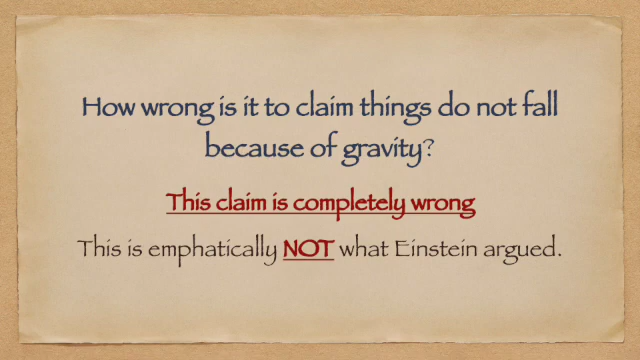 How wrong is it to claim things do not fall
because of gravity?
This claim is completely wrong
This is emphatically NOT what Einstein argued.